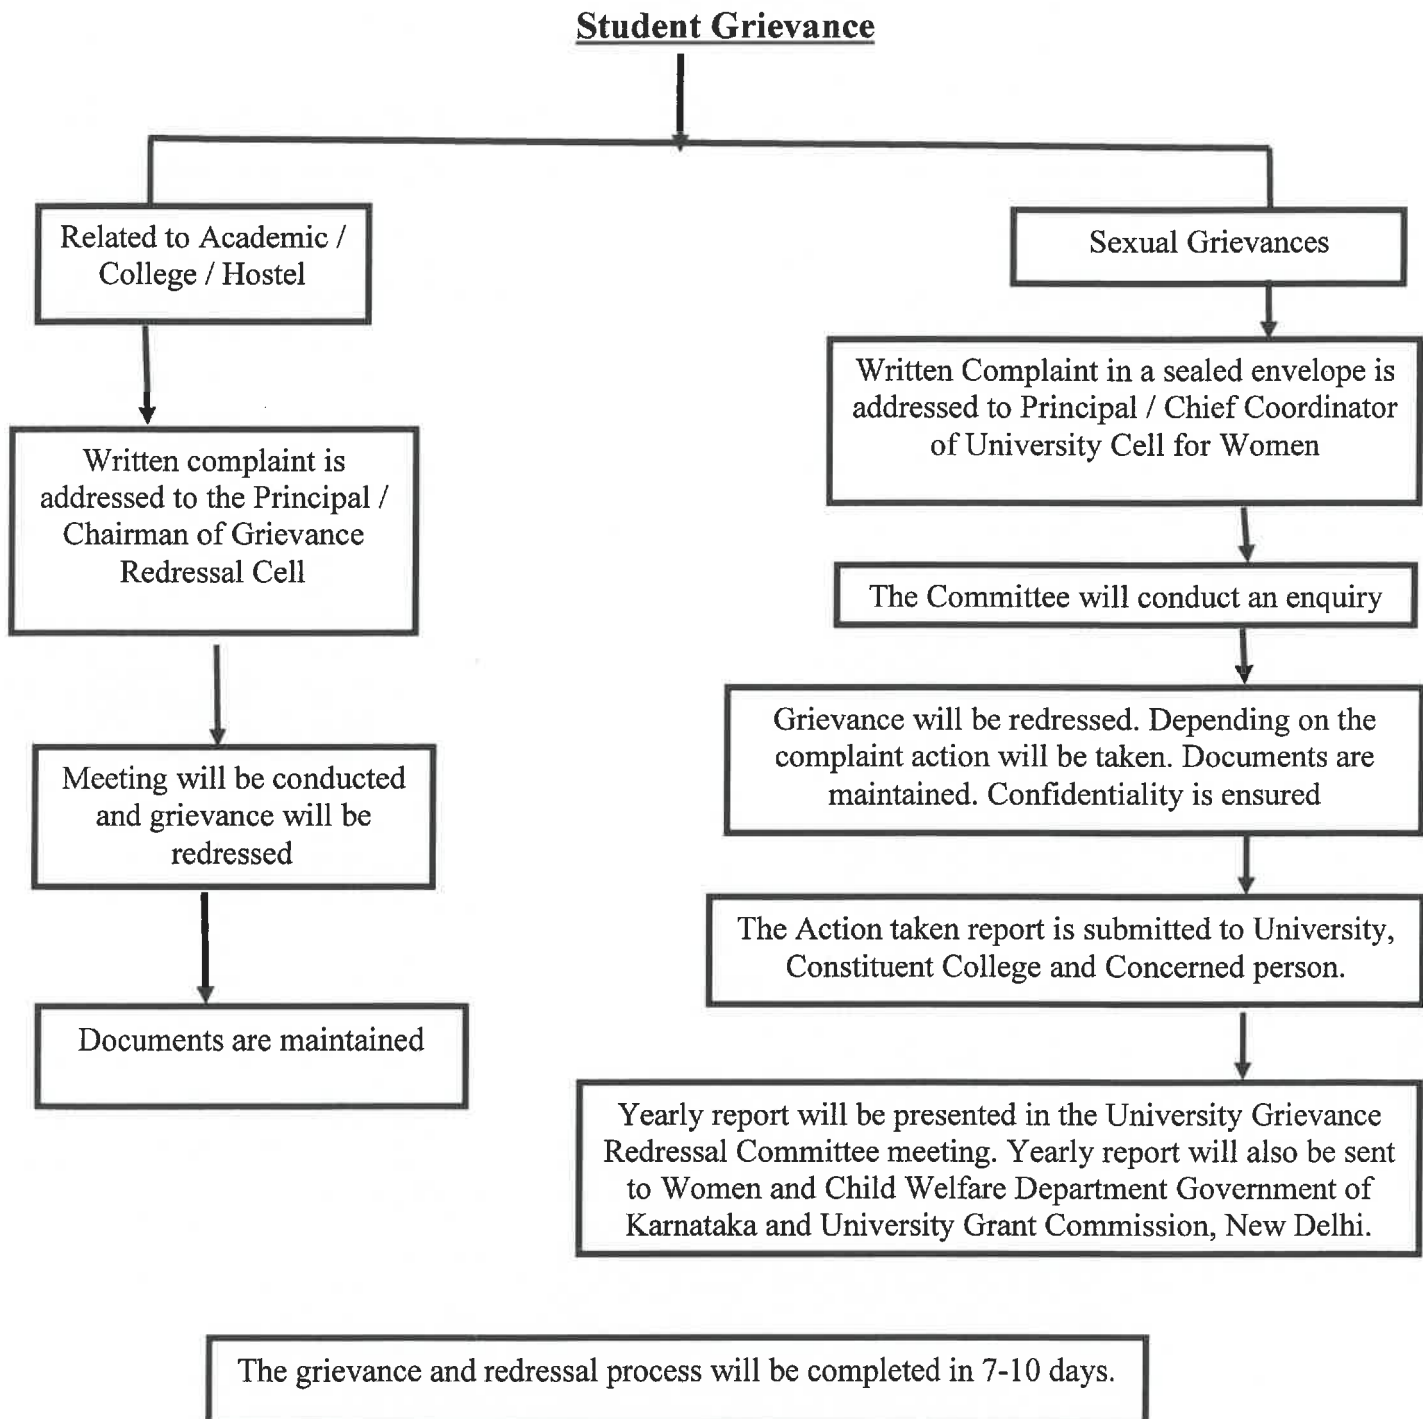 Student Grievance
Related to Academic /
College / Hostel
Written complaint is
addressed to the Principal /
Chairman of Grievance
Redressal Cell
Meeting will be conducted
and grievance will be
redressed
Documents are maintained
Sexual Grievances
Written Complaint in a sealed envelope is
addressed to Principal / Chief Coordinator
of University Cell for Women
The Committee will conduct an enquiry
Grievance will be redressed. Depending on the
complaint action will be taken. Documents are
maintained. Confidentiality is ensured
The Action taken report is submitted to University,
Constituent College and Concerned person.
Yearly report will be presented in the University Grievance
Redressal Committee meeting. Yearly report will also be sent
to Women and Child Welfare Department Government of
Karnataka and University Grant Commission, New Delhi.
The grievance and redressal process will be completed in 7-10 days.